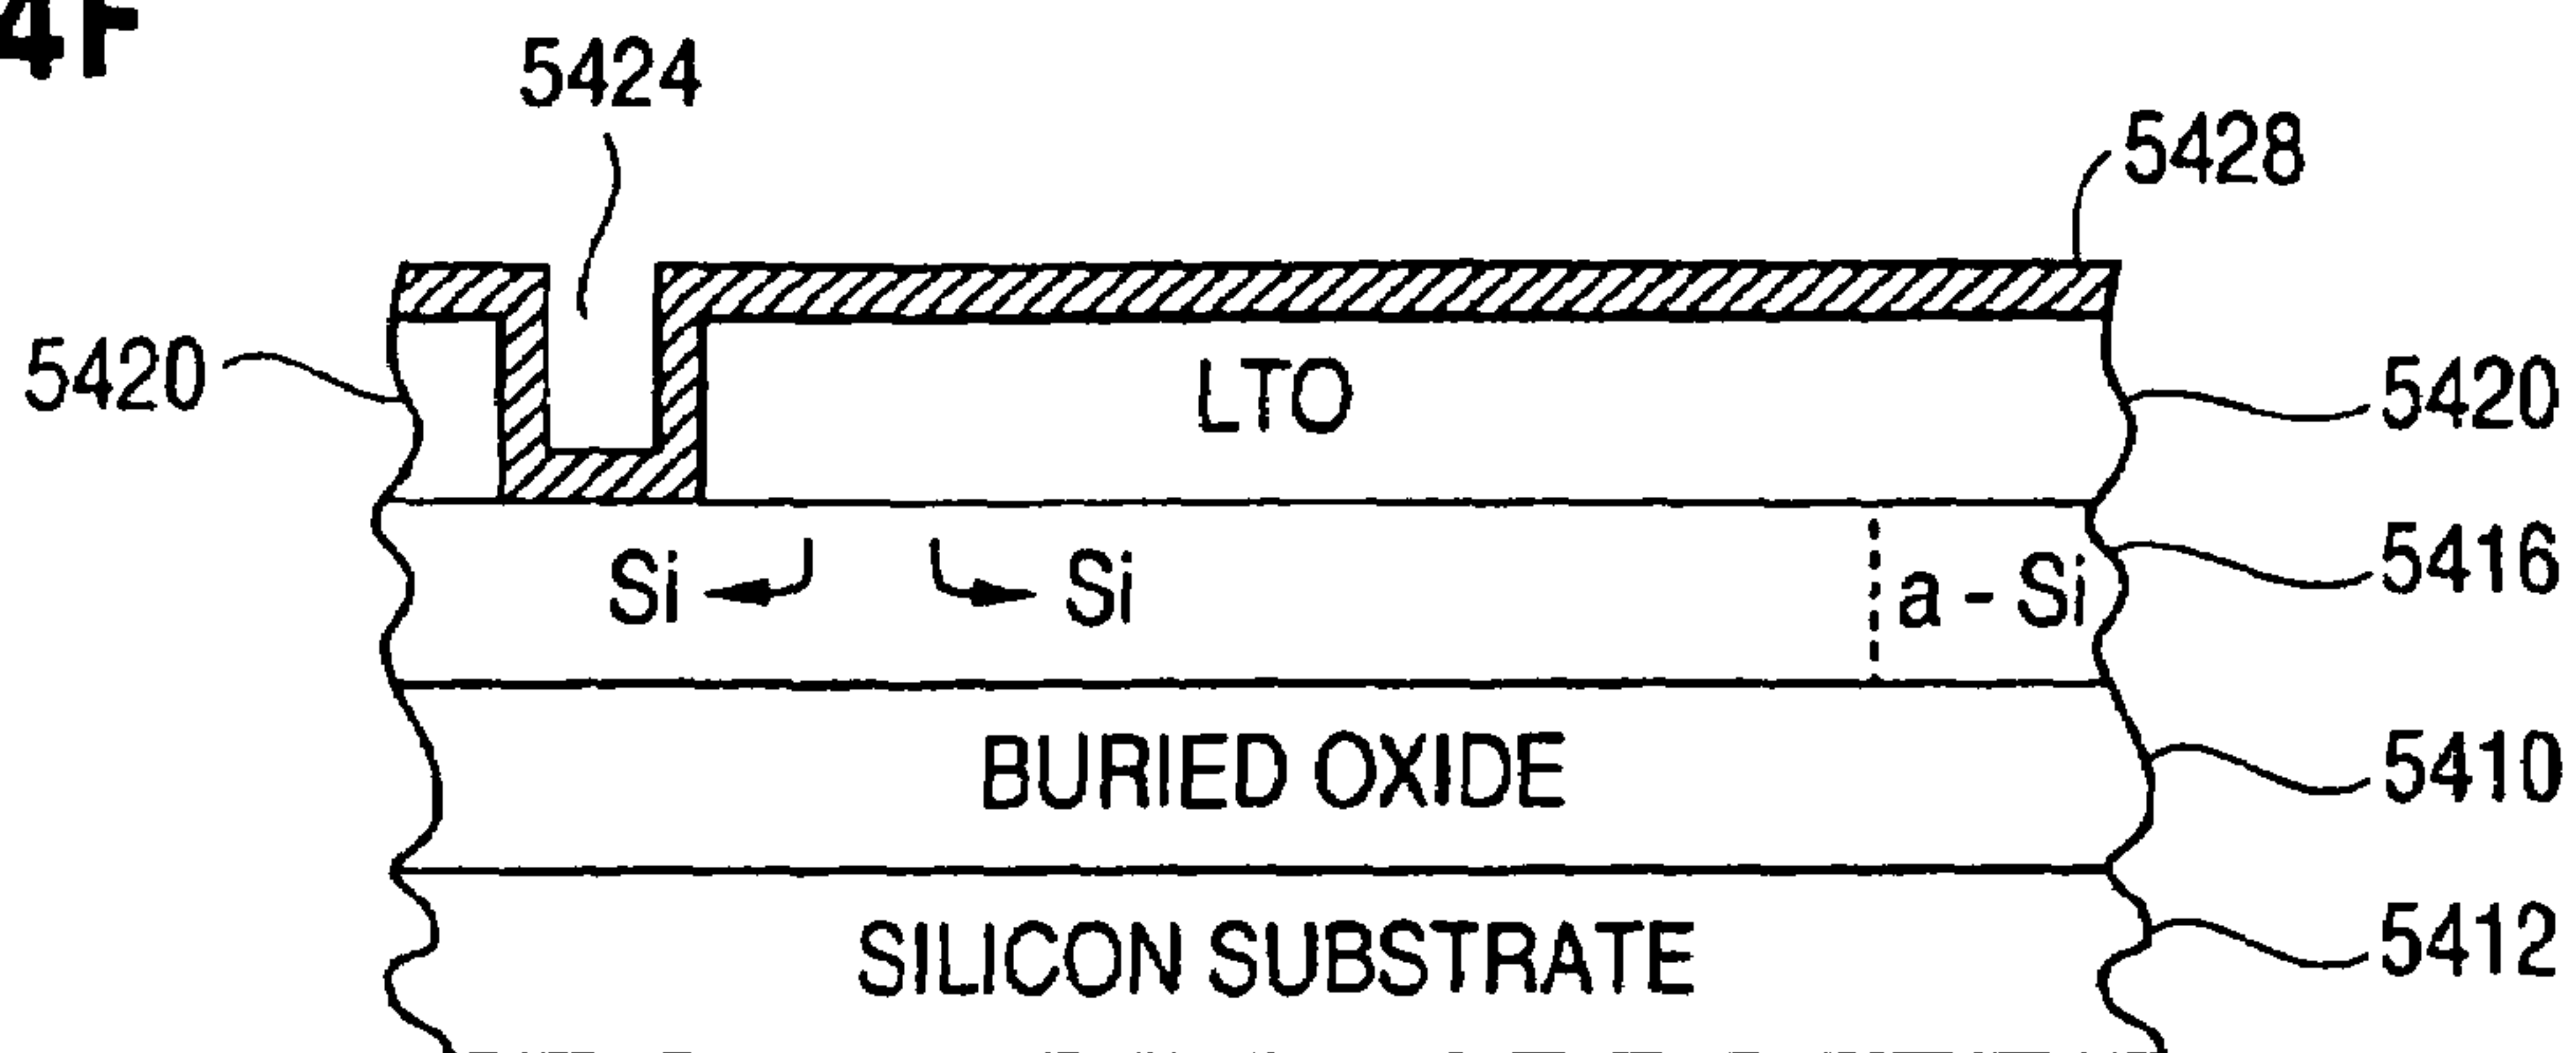 4F
5424
5428
5420
LTO
5420
Si
Si
a - Si
5416
BURIED OXIDE
5410
SILICON SUBSTRATE
5412